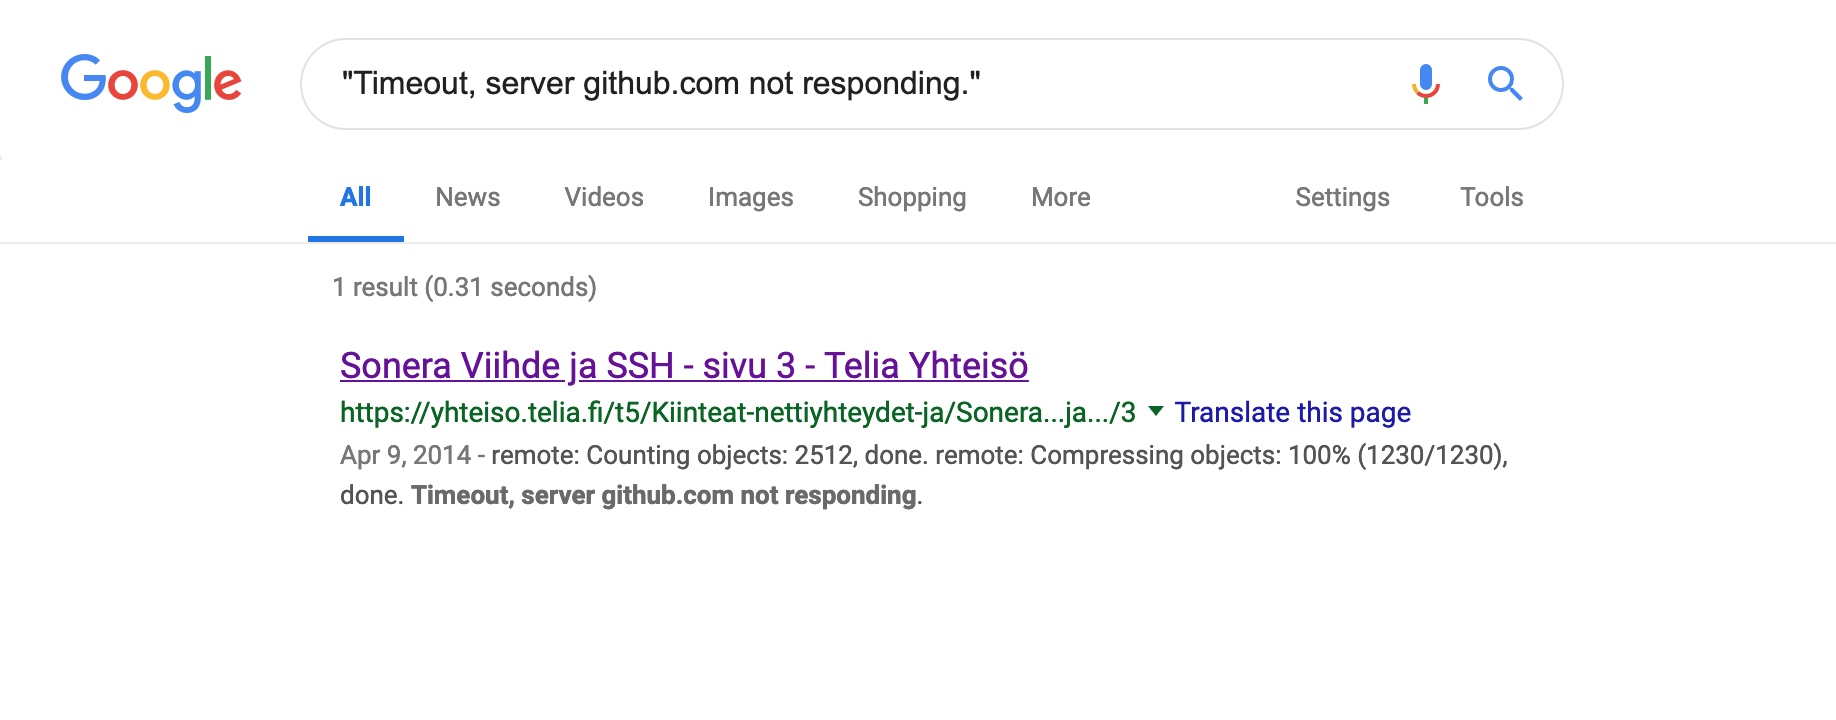 Google
"Timeout, server github.com not responding."
All News Videos Images Shopping More Settings Tools
1 result (0.31 seconds)
Sonera Viihde ja SSH - sivu 3 - Telia Yhteisö
https://yhteiso.telia.fi/t5/Kiinteat-nettiyhteydet-ja/Sonera...ja.../3 Translate this page
Apr 9, 2014 - remote: Counting objects: 2512, done. remote: Compressing objects: 100% (1230/1230),
done. Timeout, server github.com not responding.